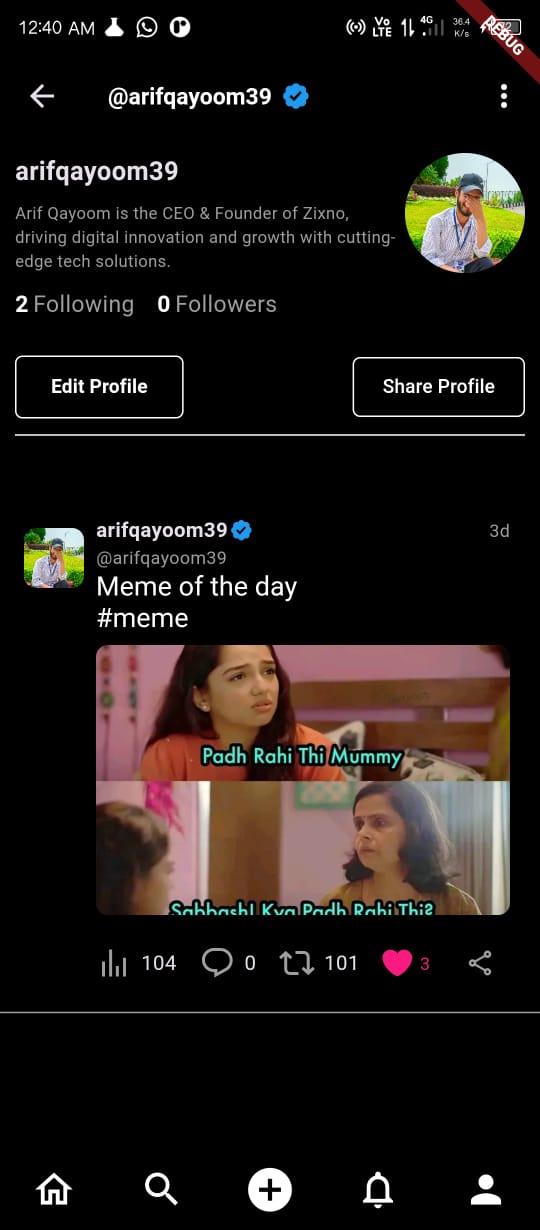 12:40 AM
Vo LTE
4G
36.4 K/s
DEBUG
@arifqayoom39
arifqayoom39
Arif Qayoom is the CEO & Founder of Zixno,
driving digital innovation and growth with cutting-
edge tech solutions.
2 Following 0 Followers
Edit Profile
Share Profile
arifqayoom39
3d
@arifqayoom39
Meme of the day
#meme
Padh Rahi Thi Mummy
Sabbash! Kya Padh Rahi Thi?
104
0
101
3